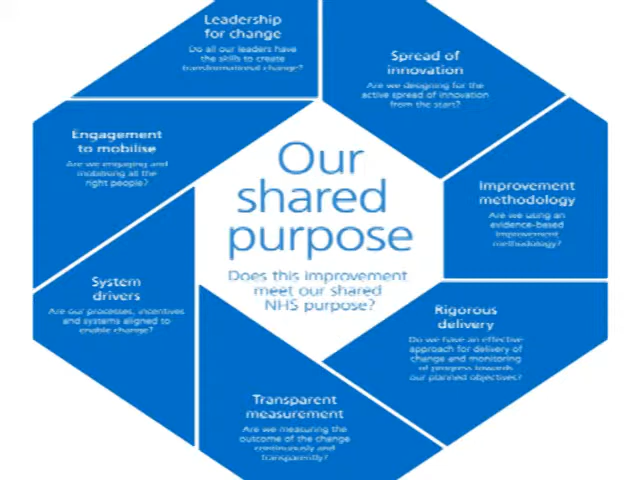 Leadership
for change
Do all our leaders have
the skills to create
transformational change?
Spread of
innovation
Are we designing for the
active spread of innovation
from the start?
Engagement
to mobilise
Are we engaging and
mobilising all the
right people?
Our
shared
purpose
Does this improvement
meet our shared
NHS purpose?
Improvement
methodology
Are we using an
evidence-based
improvement
methodology?
System
drivers
Are our processes, incentives
and systems aligned to
enable change?
Rigorous
delivery
Do we have an effective
approach for delivery of
change and monitoring
of progress towards
our planned objectives?
Transparent
measurement
Are we measuring the
outcome of the change
continuously and
transparently?